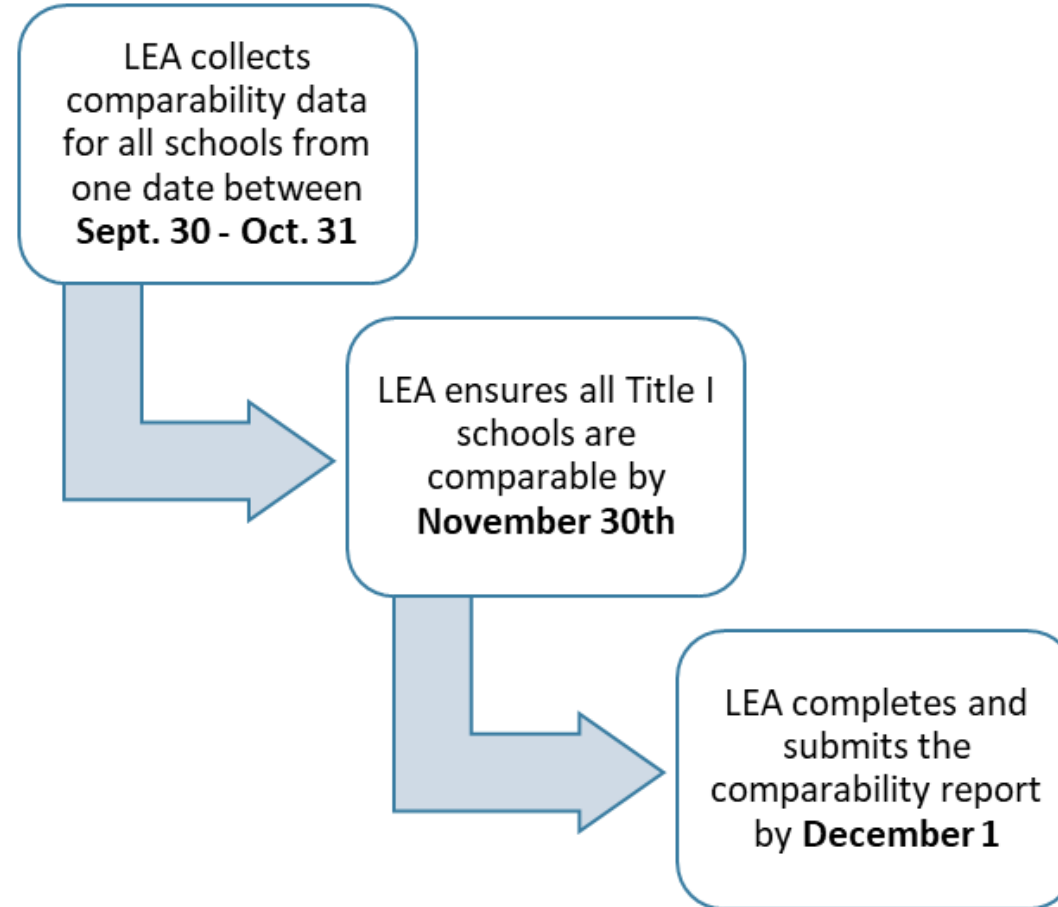 LEA collects
comparability data
for all schools from
one date between
Sept. 30 - Oct. 31
LEA ensures all Title I
schools are
comparable by
November 30th
LEA completes and
submits the
comparability report
by December 1